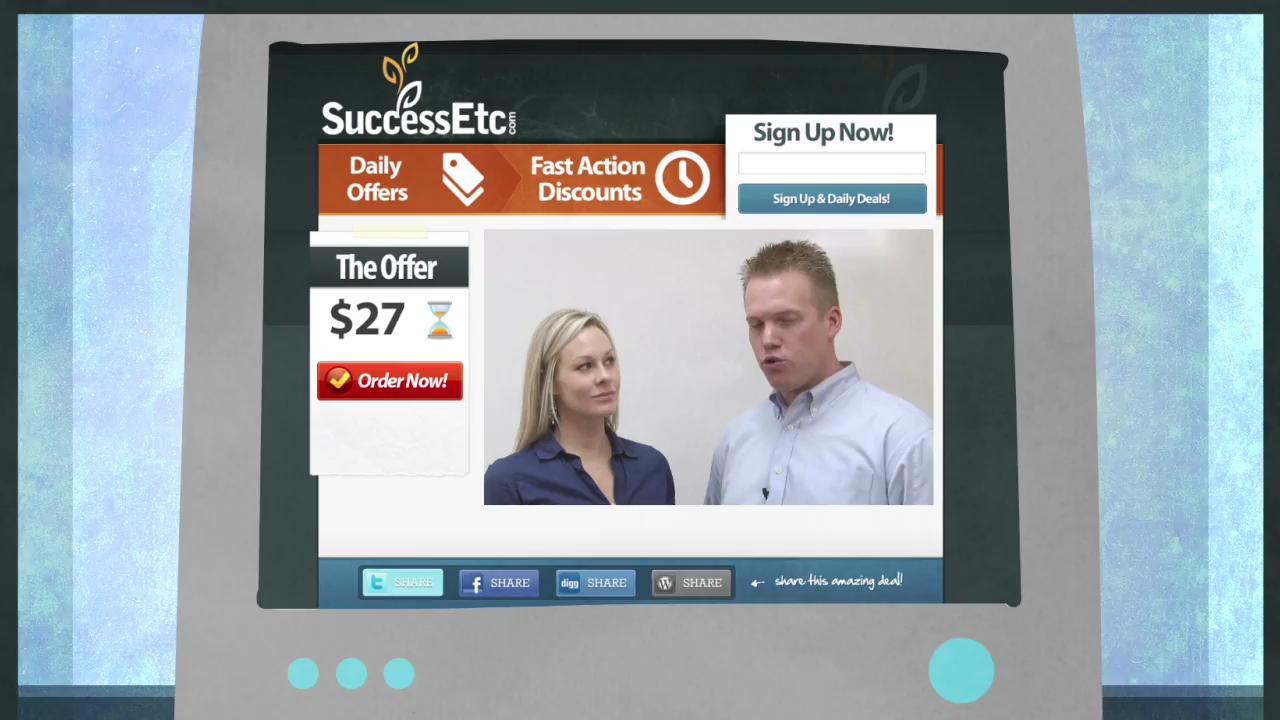 SuccessEtc.com
Sign Up Now!
Daily
Offers
Fast Action
Discounts
Sign Up & Daily Deals!
The Offer
$27
Order Now!
SHARE
SHARE
digg SHARE
SHARE
share this amazing deal!